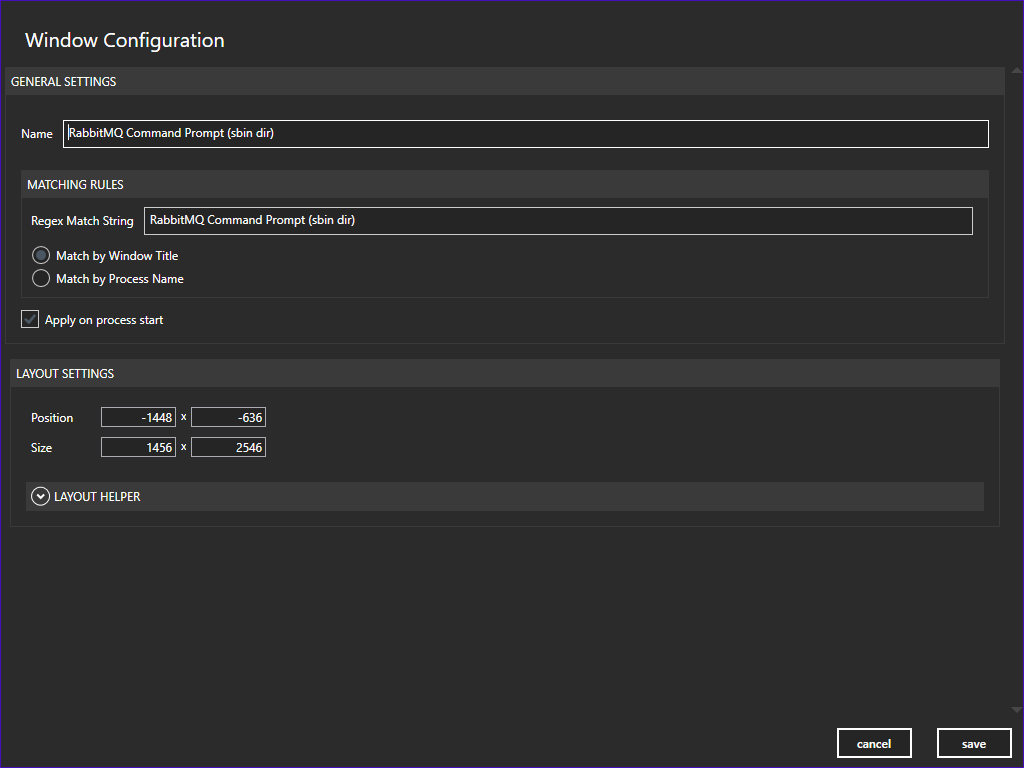 Window Configuration
GENERAL SETTINGS
Name RabbitMQ Command Prompt (sbin dir)
MATCHING RULES
Regex Match String RabbitMQ Command Prompt (sbin dir)
Match by Window Title
Match by Process Name
Apply on process start
LAYOUT SETTINGS
Position -1448 x -636
Size 1456 x 2546
LAYOUT HELPER
cancel save